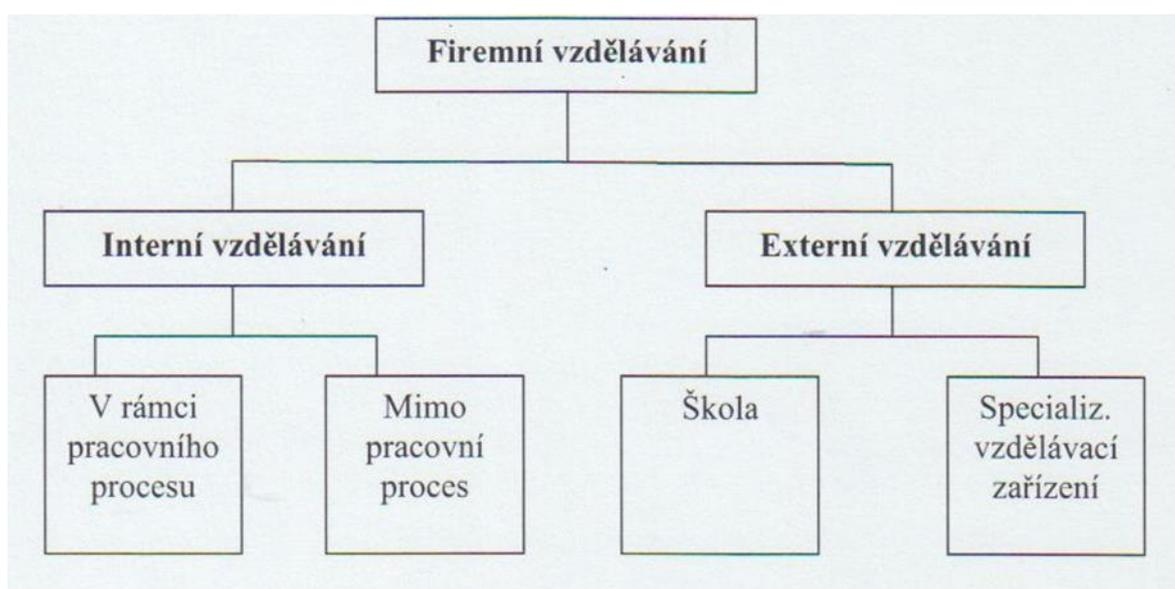 Firemní vzdělávání
Interní vzdělávání
Externí vzdělávání
V rámci
pracovního
procesu
Mimo
pracovní
proces
Škola
Specializ.
vzdělávací
zařízení